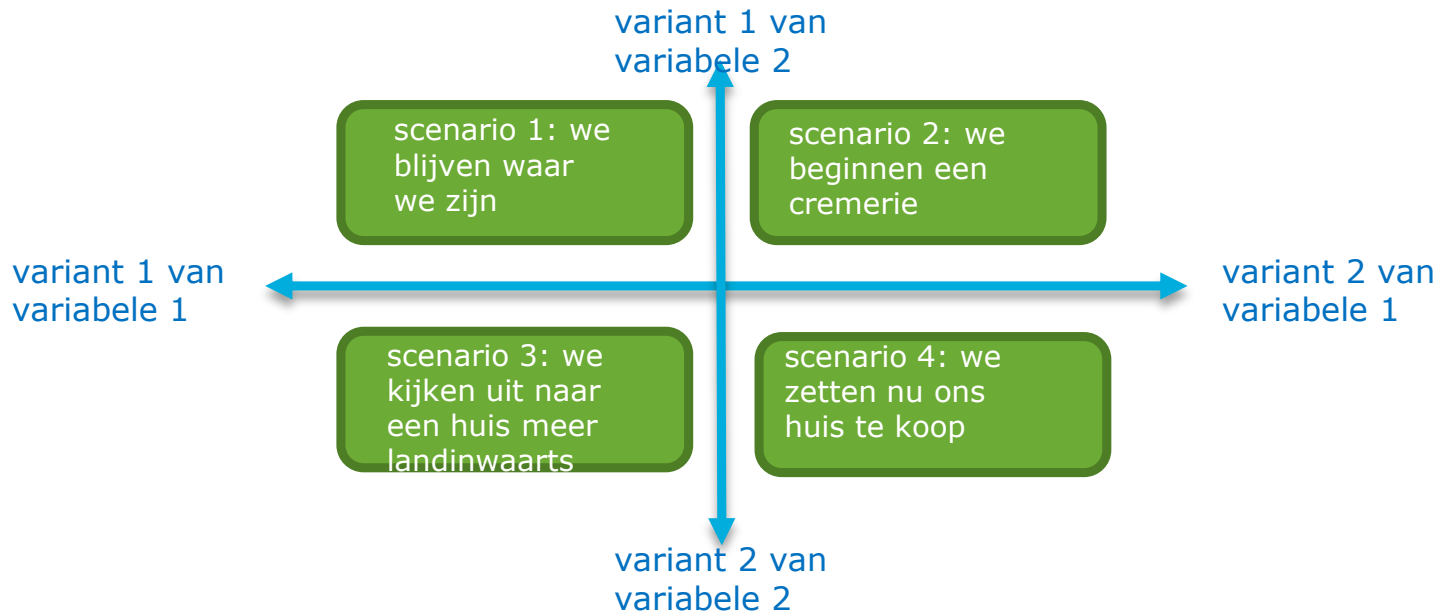 variant 1 van
variabele 2
scenario 1: we
blijven waar
we zijn
scenario 2: we
beginnen een
cremerie
variant 1 van
variabele 1
variant 2 van
variabele 1
scenario 3: we
kijken uit naar
een huis meer
landinwaarts
scenario 4: we
zetten nu ons
huis te koop
variant 2 van
variabele 2